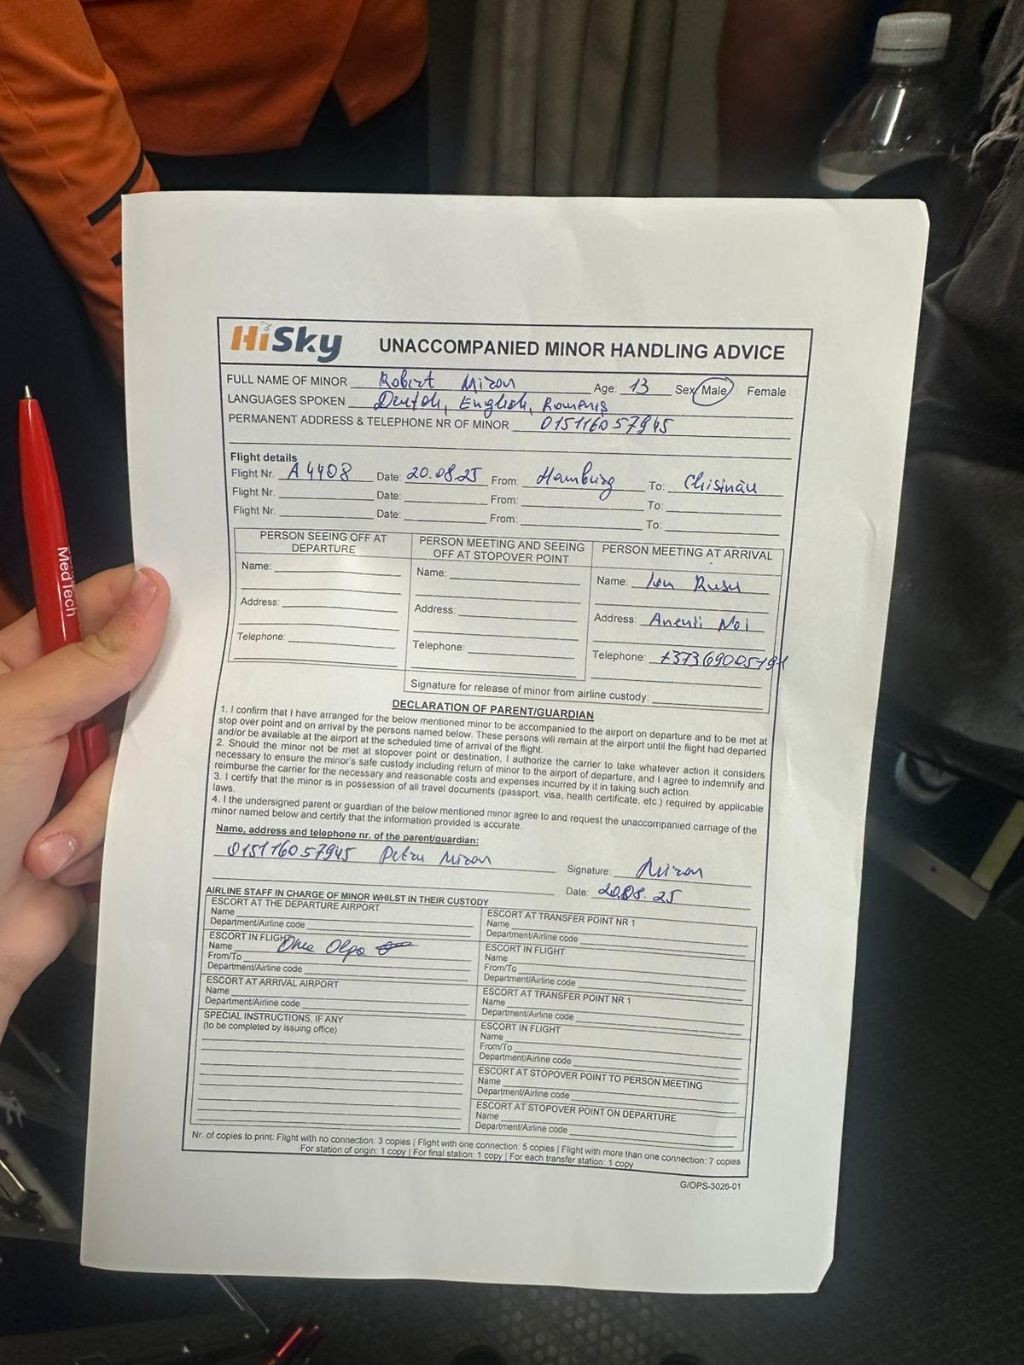 HiSky
UNACCOMPANIED MINOR HANDLING ADVICE
FULL NAME OF MINOR Robert Miron Age: 13 Sex Male Female
LANGUAGES SPOKEN English,
PERMANENT ADDRESS & TELEPHONE NR OF MINOR 015116057945
Flight details
Flight Nr. A4408 Date: 20.08.25 From: Hamburg To: Chisinău
Flight Nr. Date: From: To:
Flight Nr. Date: From: To:
PERSON SEEING OFF AT DEPARTURE
Name:
Address:
Telephone:
PERSON MEETING AND SEEING OFF AT STOPOVER POINT
Name:
Address:
Telephone:
PERSON MEETING AT ARRIVAL
Name: Ion Rusu
Address: Anenii Noi
Telephone:
Signature for release of minor from airline custody:
DECLARATION OF PARENT/GUARDIAN
1. I confirm that I have arranged for the below mentioned minor to be accompanied to the airport on departure and to be met at
stop over point and on arrival by the persons named below. These persons will remain at the airport until the flight had departed
and/or be available at the airport at the scheduled time of arrival of the flight.
2. Should the minor not be met at stopover point or destination, I authorize the carrier to take whatever action it considers
necessary to ensure the minor's safe custody including return of minor to the airport of departure, and I agree to indemnify and
reimburse the carrier for the necessary and reasonable costs and expenses incurred by it in taking such action.
3. I certify that the minor is in possession of all travel documents (passport, visa, health certificate, etc.) required by applicable
laws.
4. I the undersigned parent or guardian of the below mentioned minor agree to and request the unaccompanied carriage of the
minor named below and certify that the information provided is accurate.
Name, address and telephone nr. of the parent/guardian:
015116057945 Petru Miron
Signature: Miron
Date: 20.08.25
AIRLINE STAFF IN CHARGE OF MINOR WHILST IN THEIR CUSTODY
ESCORT AT THE DEPARTURE AIRPORT
Name
Department/Airline code
ESCORT IN FLIGHT
Name Olga
From/To
Department/Airline code
ESCORT AT ARRIVAL AIRPORT
Name
Department/Airline code
SPECIAL INSTRUCTIONS, IF ANY
(to be completed by issuing office)
ESCORT AT TRANSFER POINT NR 1
Name
Department/Airline code
ESCORT IN FLIGHT
Name
From/To
Department/Airline code
ESCORT AT TRANSFER POINT NR 1
Name
Department/Airline code
ESCORT IN FLIGHT
Name
From/To
Department/Airline code
ESCORT AT STOPOVER POINT TO PERSON MEETING
Name
Department/Airline code
ESCORT AT STOPOVER POINT ON DEPARTURE
Name
Department/Airline code
Nr. of copies to print: Flight with no connection: 3 copies | Flight with one connection: 5 copies | Flight with more than one connection: 7 copies
For station of origin: 1 copy | For final station: 1 copy | For each transfer station: 1 copy
G/OPS-3026-01
MedTech